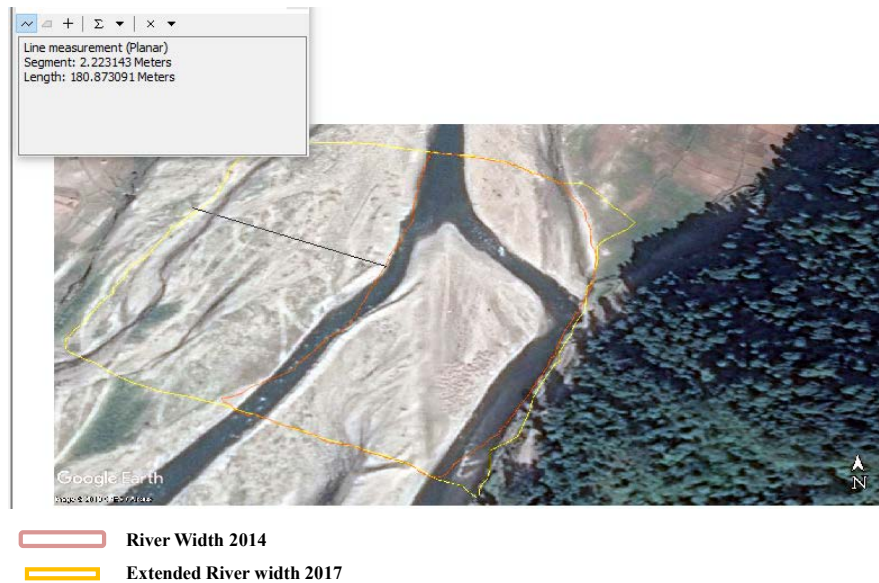 Line measurement (Planar)
Segment: 2.223143 Meters
Length: 180.873091 Meters
Google Earth
N
River Width 2014
Extended River width 2017